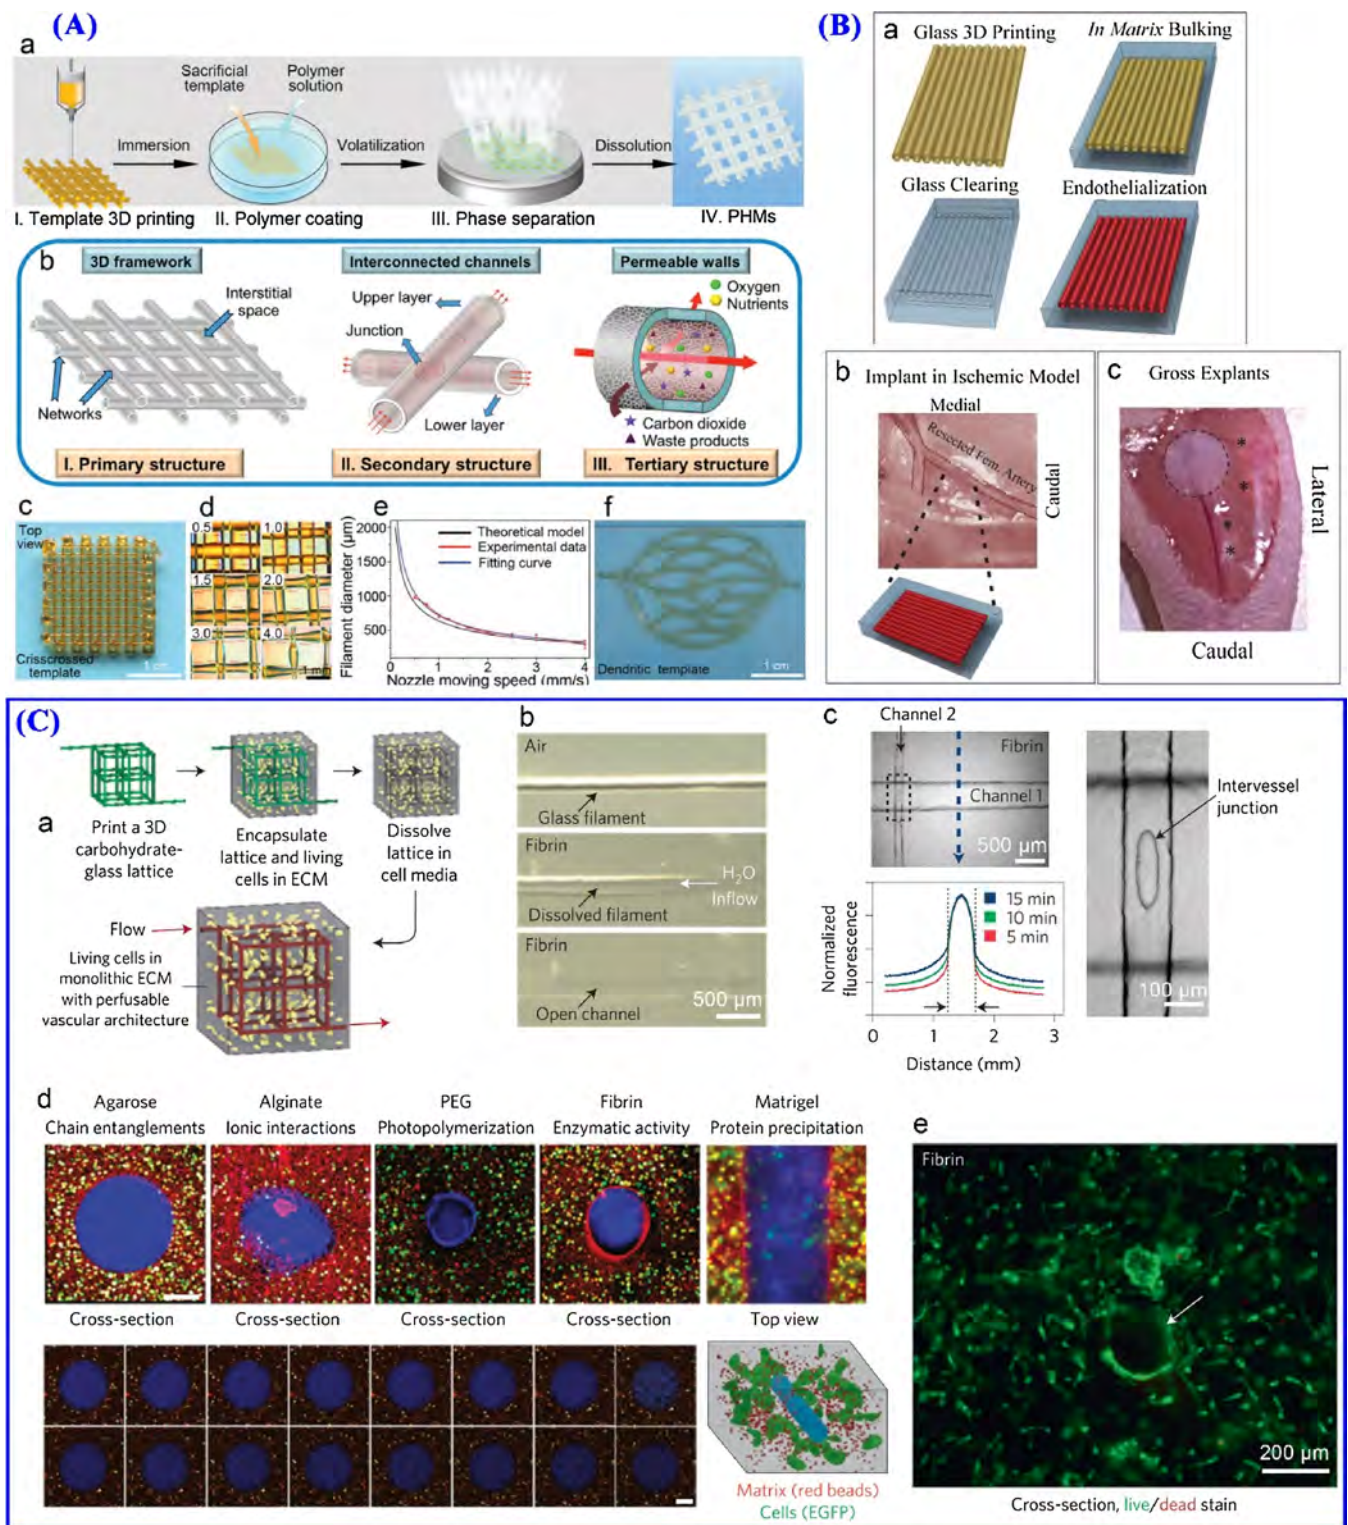 (A)
a
Sacrificial
template
Polymer
solution
Immersion
Volatilization
Dissolution
I. Template 3D printing
II. Polymer coating
III. Phase separation
IV. PHMs
b
3D framework
Interconnected channels
Permeable walls
Interstitial
space
Networks
Upper layer
Junction
Lower layer
Oxygen
Nutrients
Carbon dioxide
Waste products
I. Primary structure
II. Secondary structure
III. Tertiary structure
c
Top
view
Crisscrossed
template
1 cm
d
0.5
1.0
1.5
2.0
3.0
4.0
1 mm
e
Filament diameter (μm)
2000
1500
1000
500
Theoretical model
Experimental data
Fitting curve
0 1 2 3 4
Nozzle moving speed (mm/s)
f
Dendritic template
1 cm
(B)
a
Glass 3D Printing
In Matrix Bulking
Glass Clearing
Endothelialization
b
Implant in Ischemic Model
Medial
Resected Fem. Artery
Caudal
c
Gross Explants
*
*
*
*
Lateral
Caudal
(C)
a
Print a 3D
carbohydrate-
glass lattice
Encapsulate
lattice and living
cells in ECM
Dissolve
lattice in
cell media
Flow
Living cells in
monolithic ECM
with perfusable
vascular architecture
b
Air
Glass filament
Fibrin
H₂O
Inflow
Dissolved filament
Fibrin
Open channel
500 μm
c
Channel 2
Fibrin
Channel 1
500 μm
Normalized
fluorescence
15 min
10 min
5 min
0 1 2 3
Distance (mm)
Intervessel
junction
100 μm
d
Agarose
Chain entanglements
Alginate
Ionic interactions
PEG
Photopolymerization
Fibrin
Enzymatic activity
Matrigel
Protein precipitation
Cross-section
Cross-section
Cross-section
Cross-section
Top view
Matrix (red beads)
Cells (EGFP)
e
Fibrin
200 μm
Cross-section, live/dead stain